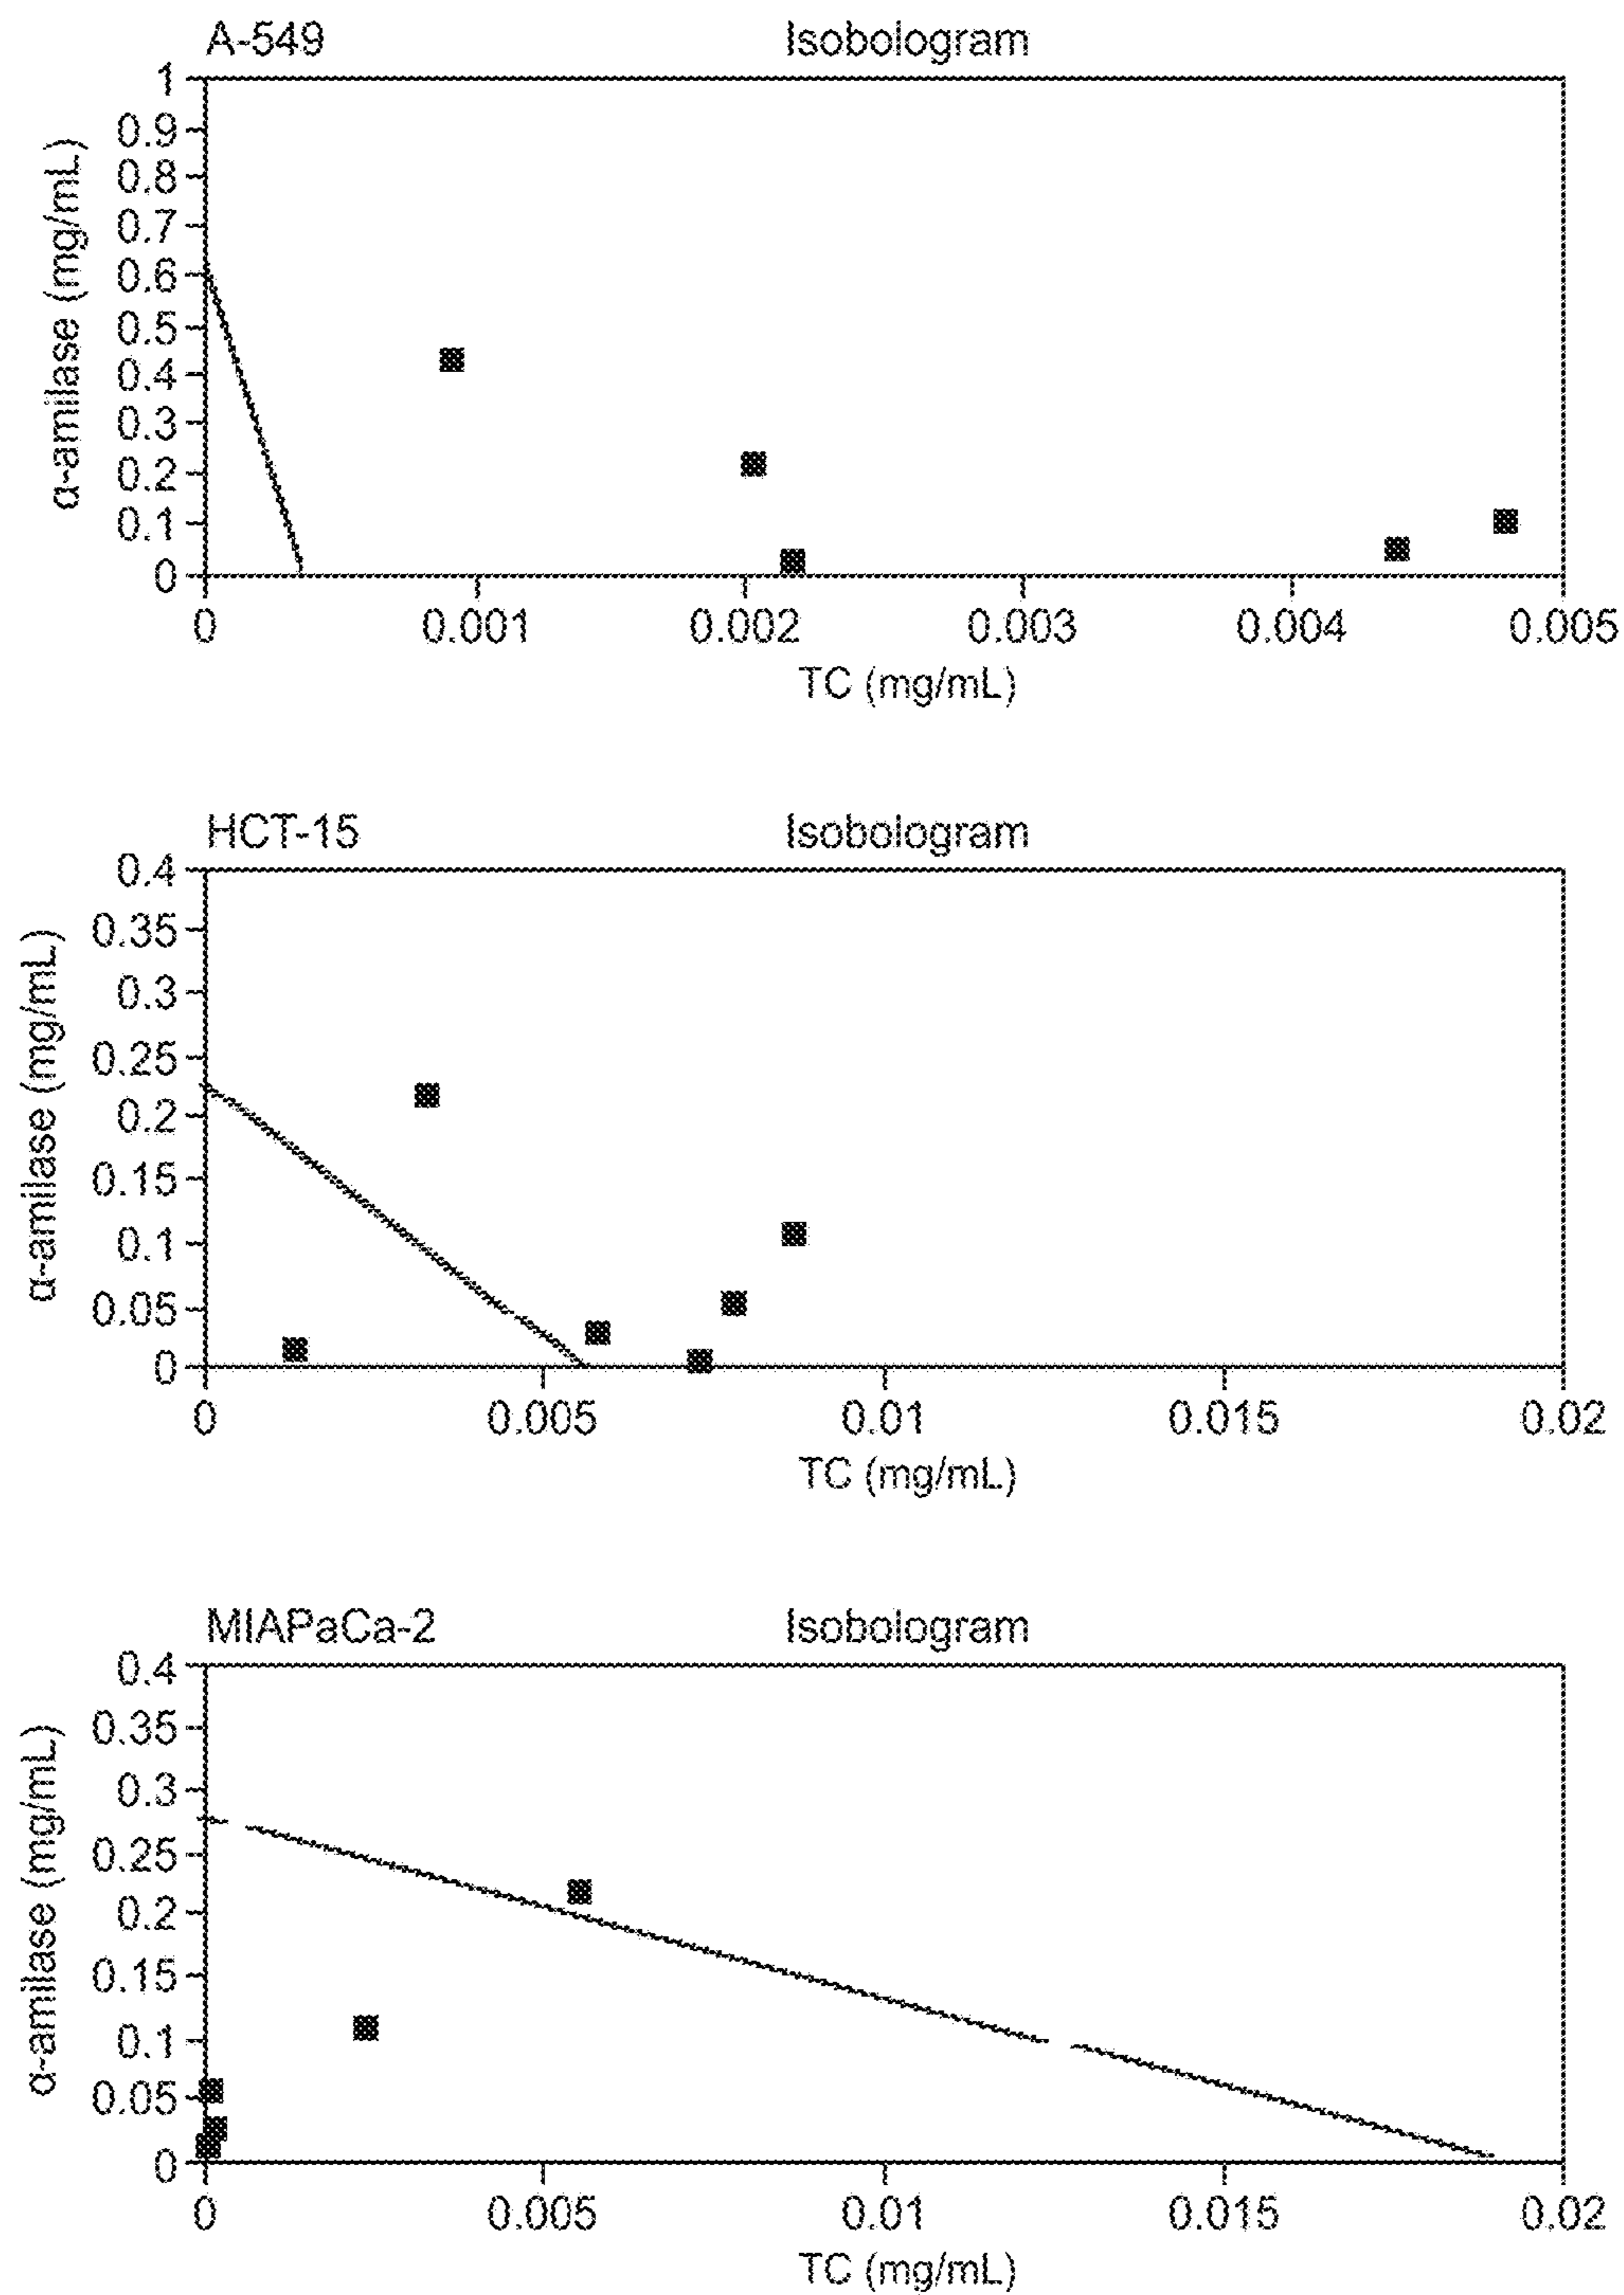 A-549 Isobologram
α-amilase (mg/mL)
1
0.9
0.8
0.7
0.6
0.5
0.4
0.3
0.2
0.1
0
0 0.001 0.002 0.003 0.004 0.005
TC (mg/mL)
HCT-15 Isobologram
α-amilase (mg/mL)
0.4
0.35
0.3
0.25
0.2
0.15
0.1
0.05
0
0 0.005 0.01 0.015 0.02
TC (mg/mL)
MIAPaCa-2 Isobologram
α-amilase (mg/mL)
0.4
0.35
0.3
0.25
0.2
0.15
0.1
0.05
0
0 0.005 0.01 0.015 0.02
TC (mg/mL)